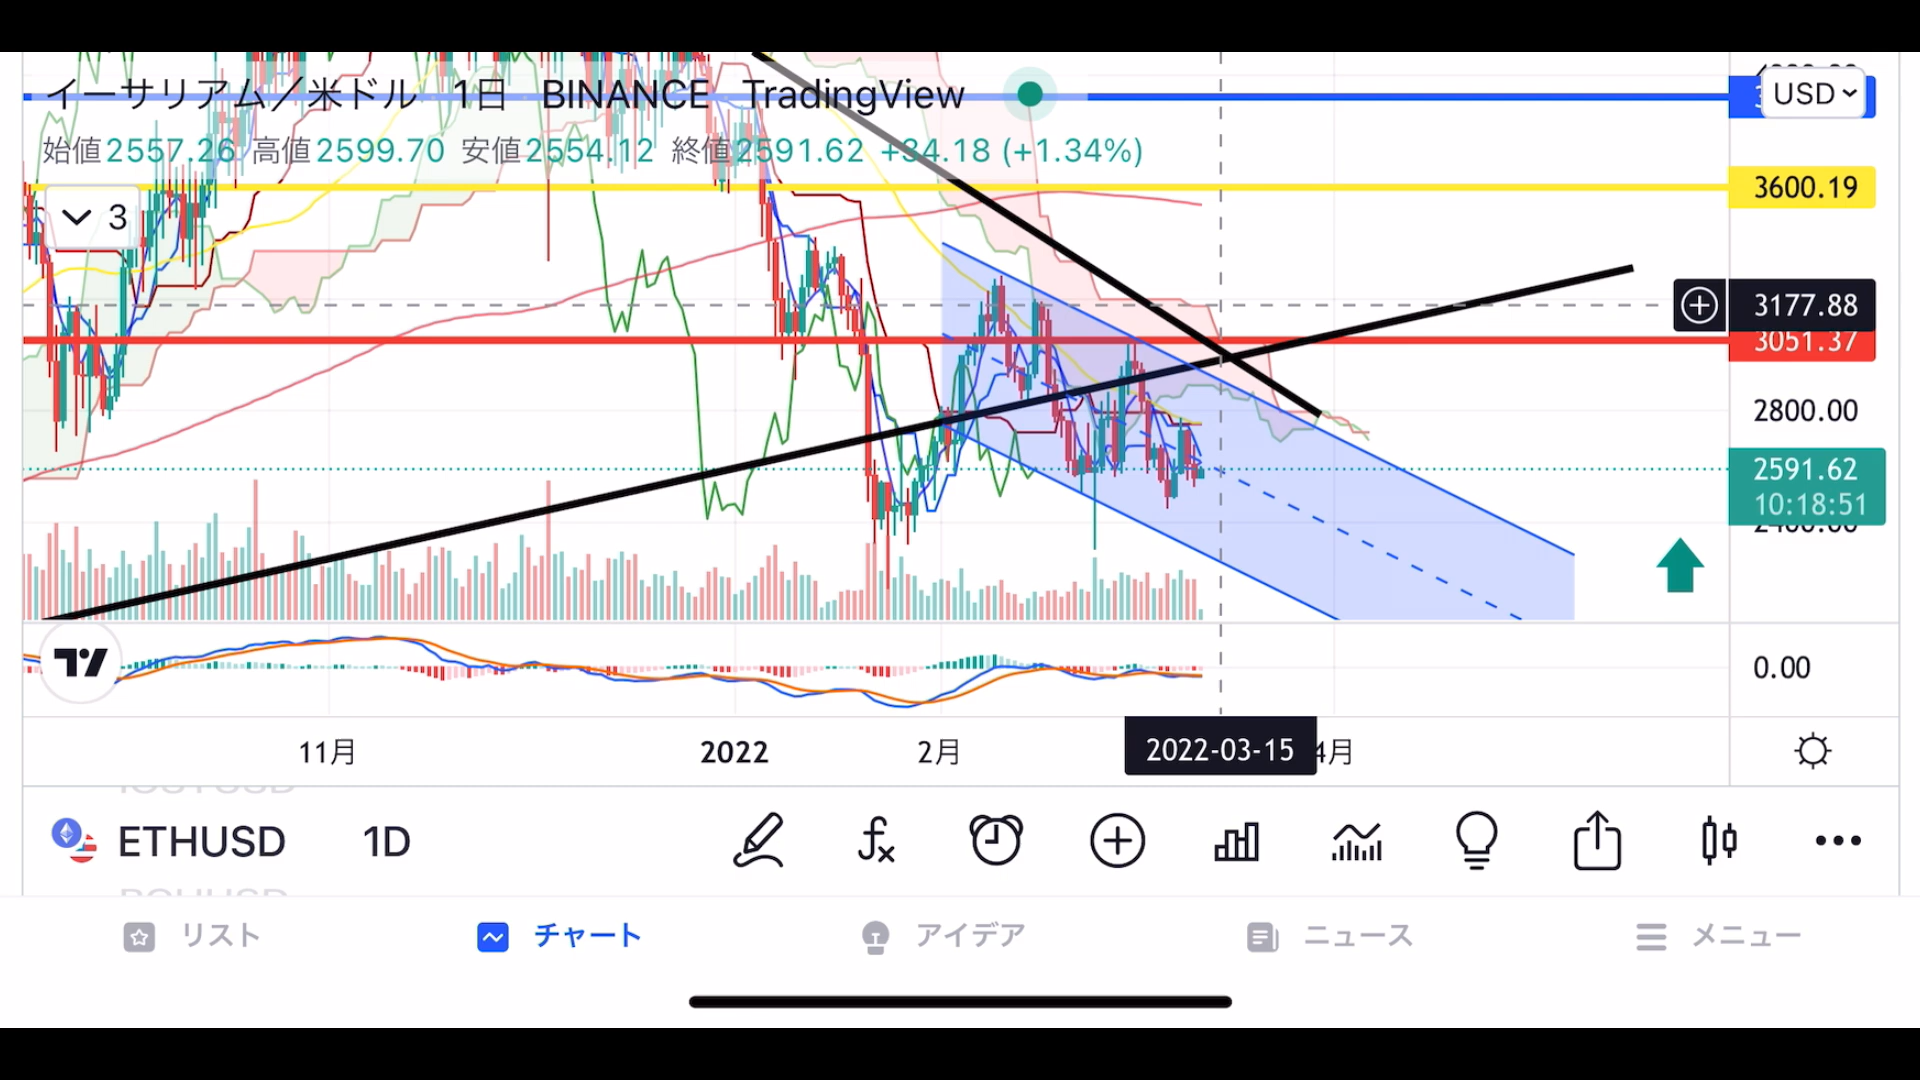 イーサリアム／米ドル 1日 BINANCE TradingView
USD
始値2557.26 高値2599.70 安値2554.12 終値2591.62 +34.18 (+1.34%)
3600.19
3
3177.88
3051.37
2800.00
2591.62
10:18:51
2400.00
0.00
11月 2022 2月 2022-03-15 4月
ETHUSD 1D
リスト チャート アイデア ニュース メニュー